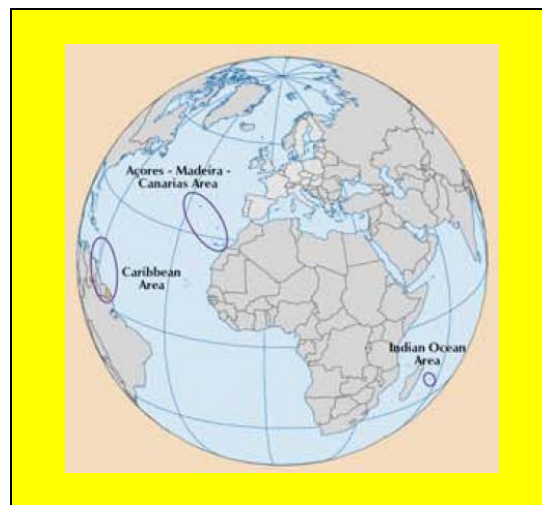 Açores - Madeira -
Canarias Area
Caribbean
Area
Indian Ocean
Area